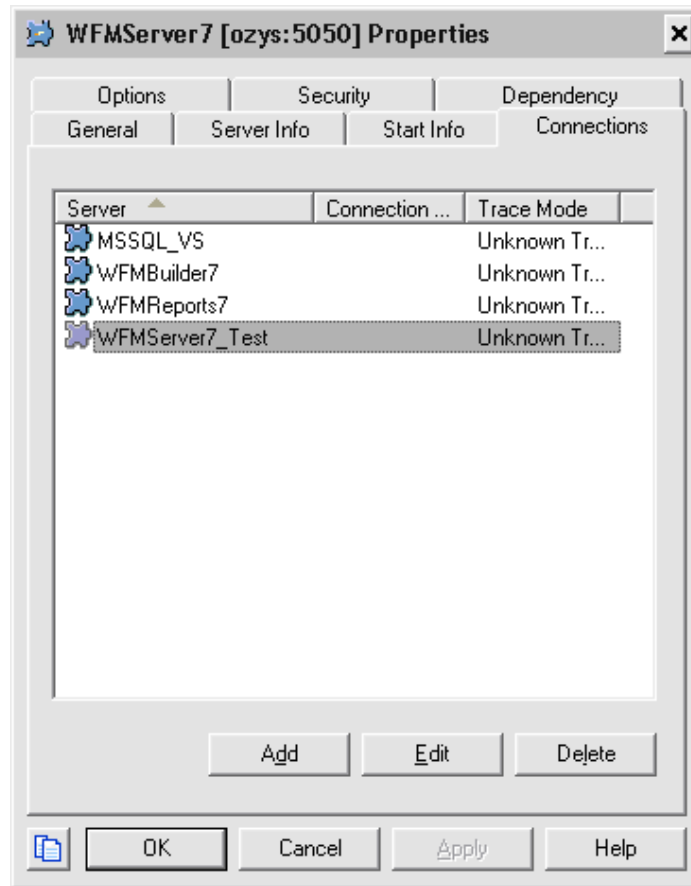 WFMServer7 [ozys:5050] Properties
Options Security Dependency
General Server Info Start Info Connections
Server Connection ... Trace Mode
MSSQL_VS Unknown Tr...
WFMBuilder7 Unknown Tr...
WFMReports7 Unknown Tr...
WFMServer7_Test Unknown Tr...
Add Edit Delete
OK Cancel Apply Help